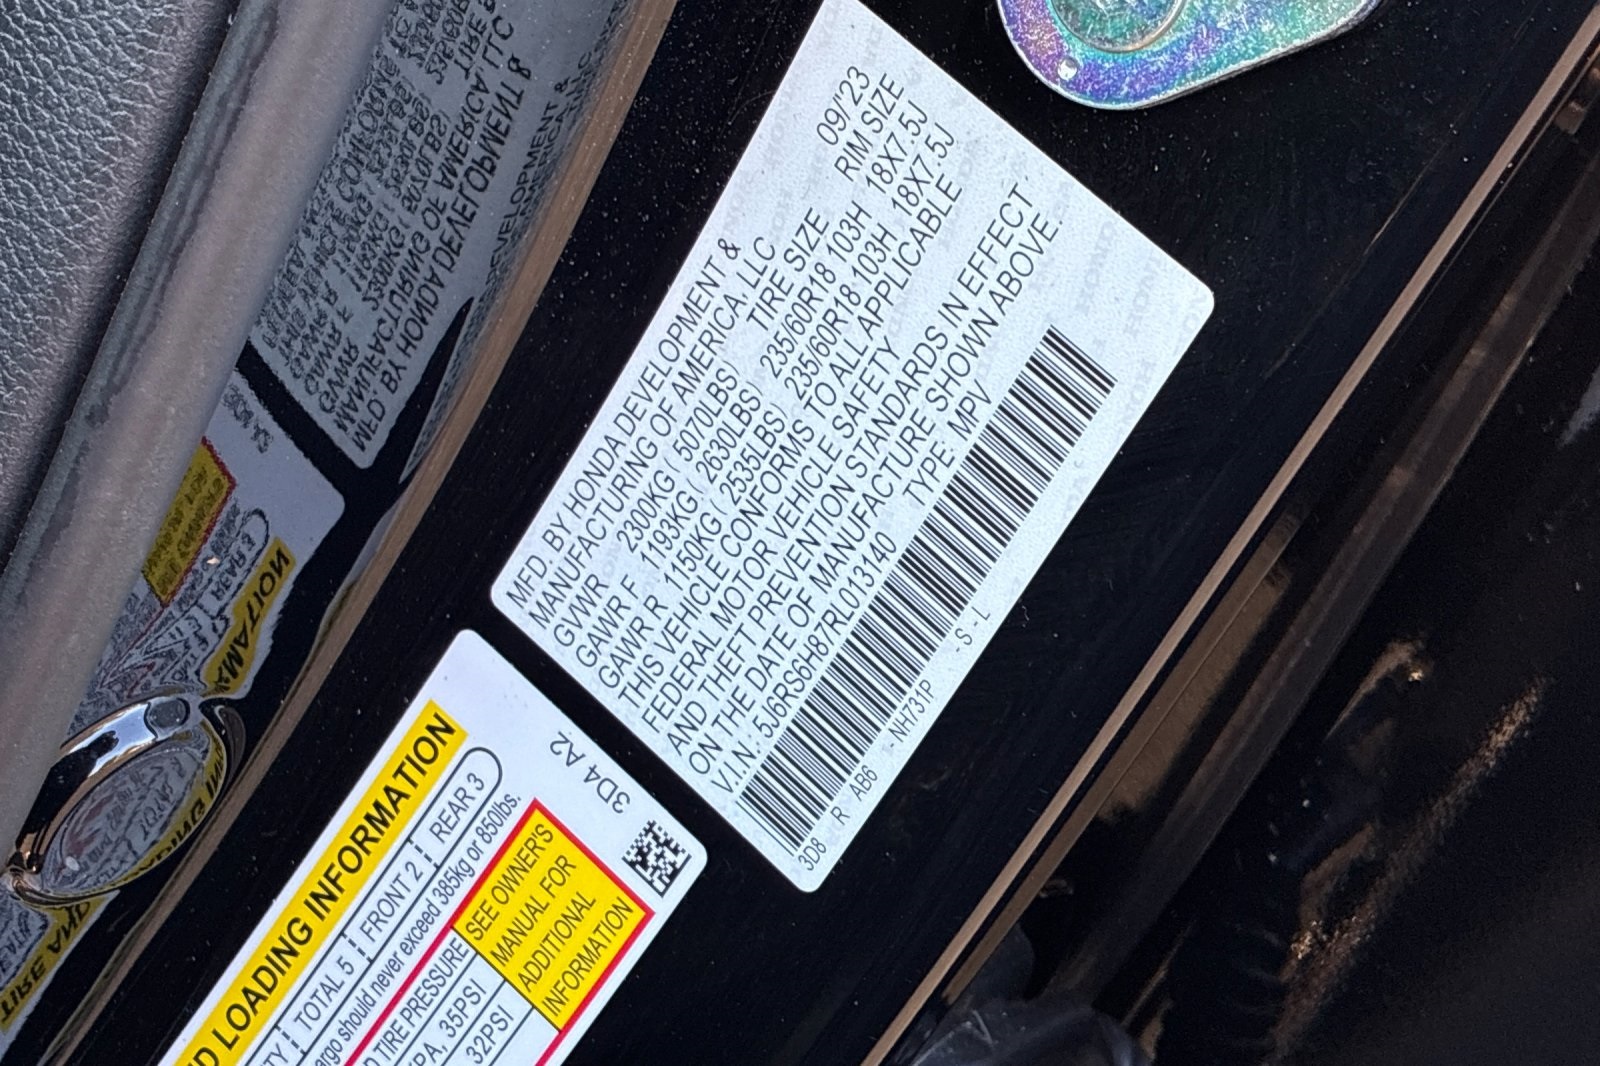 MFD. BY HONDA DEVELOPMENT &
MANUFACTURING OF AMERICA, LLC 09/'23
GVWR 2300KG ( 5070LBS) TIRE SIZE RIM SIZE
GAWR F 1193KG ( 2630LBS) 235/60R18 103H 18X7.5J
GAWR R 1150KG ( 2535LBS) 235/60R18 103H 18X7.5J
THIS VEHICLE CONFORMS TO ALL APPLICABLE
FEDERAL MOTOR VEHICLE SAFETY
AND THEFT PREVENTION STANDARDS IN EFFECT
ON THE DATE OF MANUFACTURE SHOWN ABOVE.
V.I.N.: 5J6RS6H87RL013140 TYPE: MPV
3D8 R AB6 - NH731P -S -L
LOADING INFORMATION
TOTAL 5 FRONT 2 REAR 3
should never exceed 385kg or 850lbs.
TIRE PRESSURE
35PSI
32PSI
SEE OWNER'S
MANUAL FOR
ADDITIONAL
INFORMATION
3D4 A2